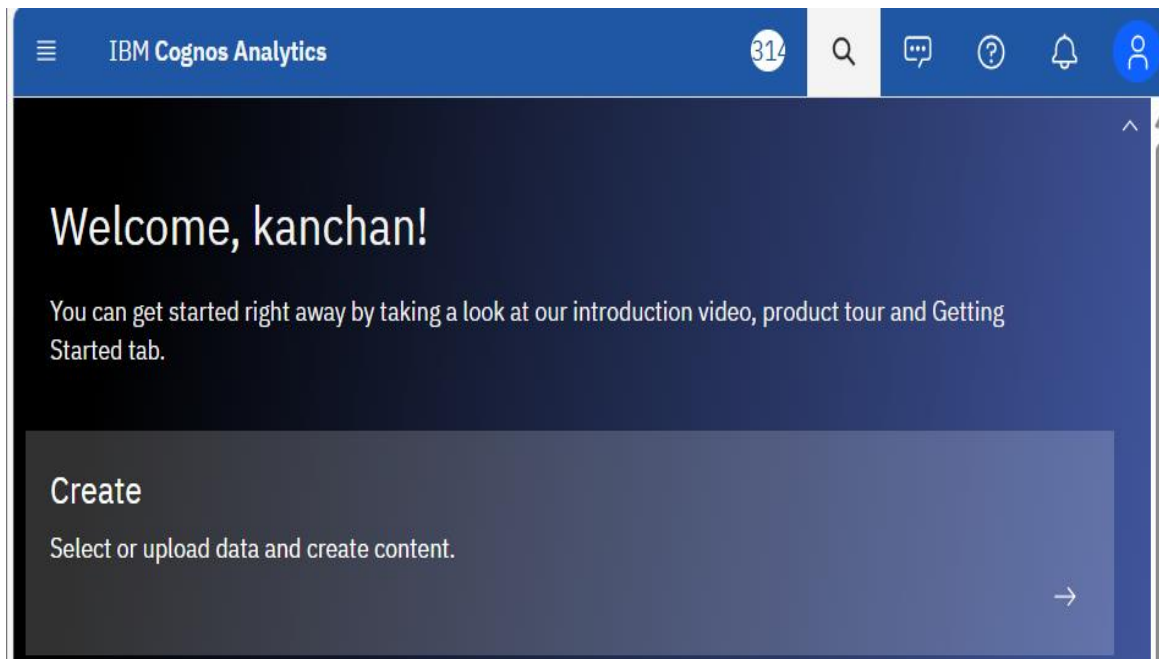 IBM Cognos Analytics
314
Welcome, kanchan!
You can get started right away by taking a look at our introduction video, product tour and Getting
Started tab.
Create
Select or upload data and create content.